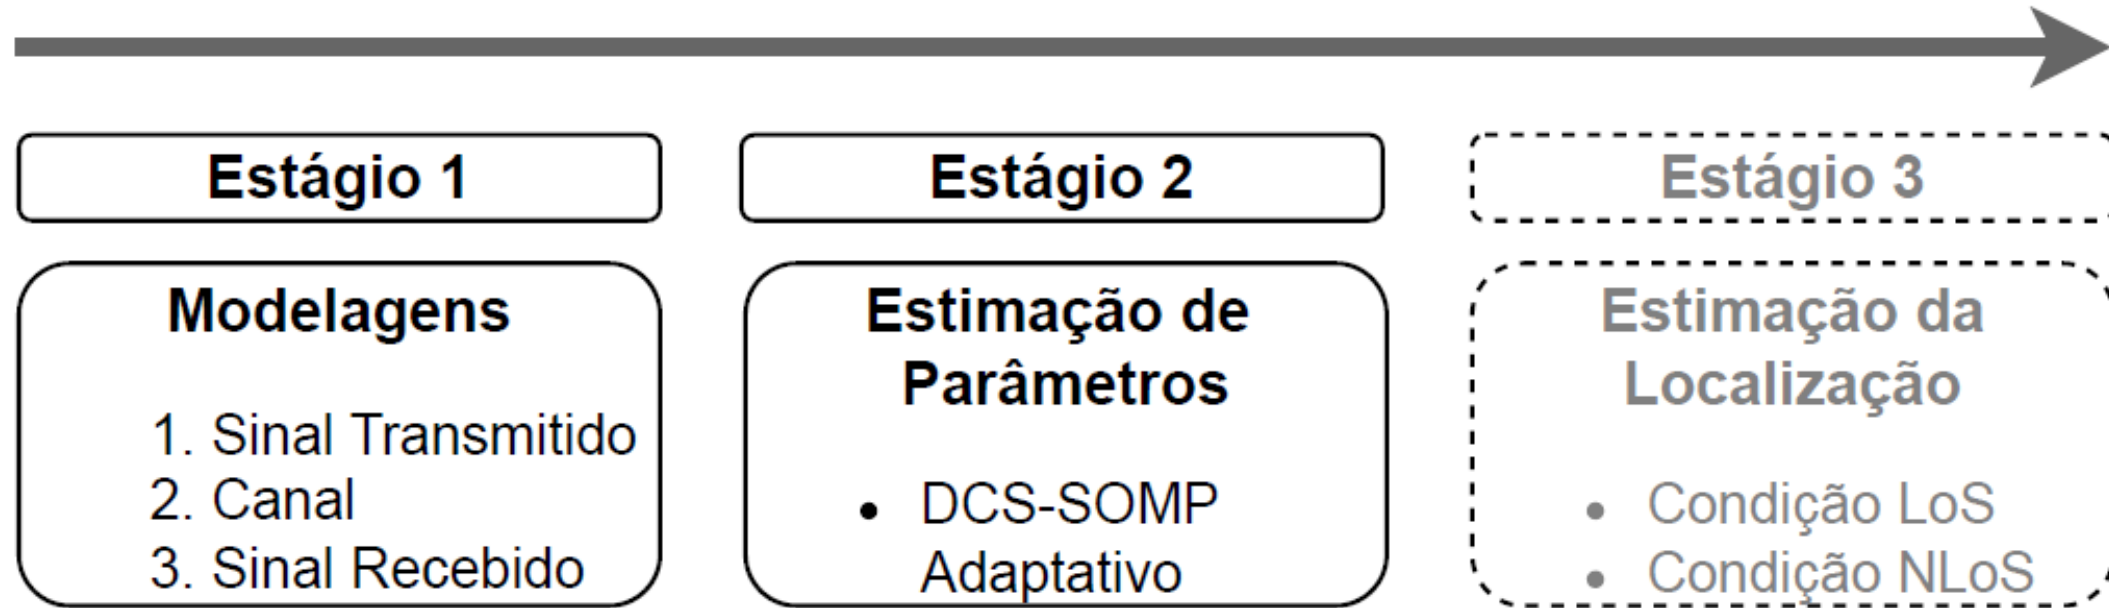 Estágio 1
Estágio 2
Estágio 3
Modelagens
1. Sinal Transmitido
2. Canal
3. Sinal Recebido
Estimação de
Parâmetros
• DCS-SOMP
Adaptativo
Estimação da
Localização
• Condição LoS
• Condição NLoS